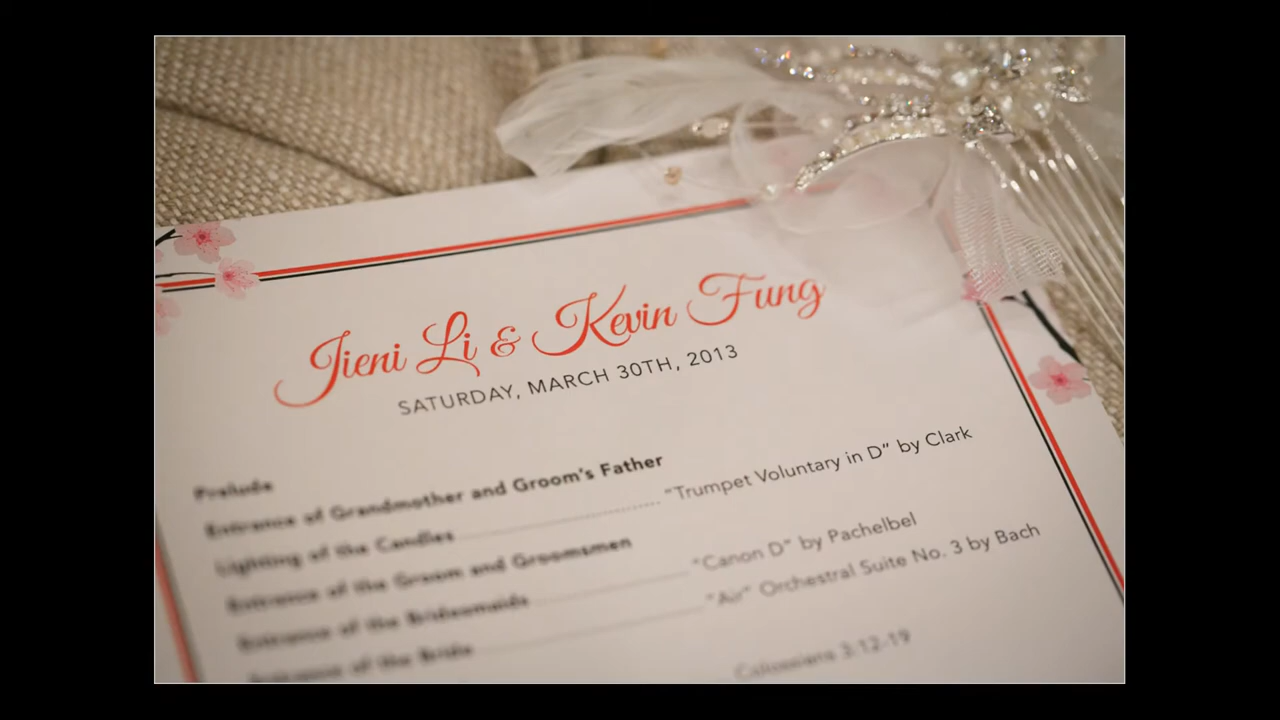 Jieni Li & Kevin Fung
SATURDAY, MARCH 30TH, 2013
Prelude
Entrance of Grandmother and Groom's Father
Lighting of the Candles "Trumpet Voluntary in D" by Clark
Entrance of the Groom and Groomsmen
Entrance of the Bridesmaids "Canon D" by Pachelbel
Entrance of the Bride "Air" Orchestral Suite No. 3 by Bach
Colossians 3:12-19